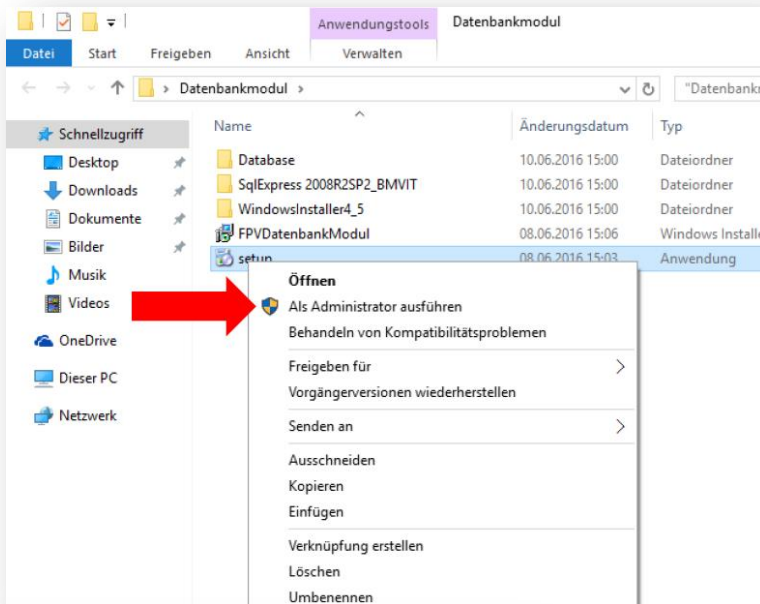 Anwendungstools Datenbankmodul
Datei Start Freigeben Ansicht Verwalten
Datenbankmodul "Datenbankm
Name Änderungsdatum Typ
Schnellzugriff
Desktop
Downloads
Dokumente
Bilder
Musik
Videos
OneDrive
Dieser PC
Netzwerk
Database 10.06.2016 15:00 Dateiordner
SqlExpress 2008R2SP2_BMVIT 10.06.2016 15:00 Dateiordner
WindowsInstaller4_5 10.06.2016 15:00 Dateiordner
FPVDatenbankModul 08.06.2016 15:06 Windows Installe
setup 08.06.2016 15:03 Anwendung
Öffnen
Als Administrator ausführen
Behandeln von Kompatibilitätsproblemen
Freigeben für
Vorgängerversionen wiederherstellen
Senden an
Ausschneiden
Kopieren
Einfügen
Verknüpfung erstellen
Löschen
Umbenennen